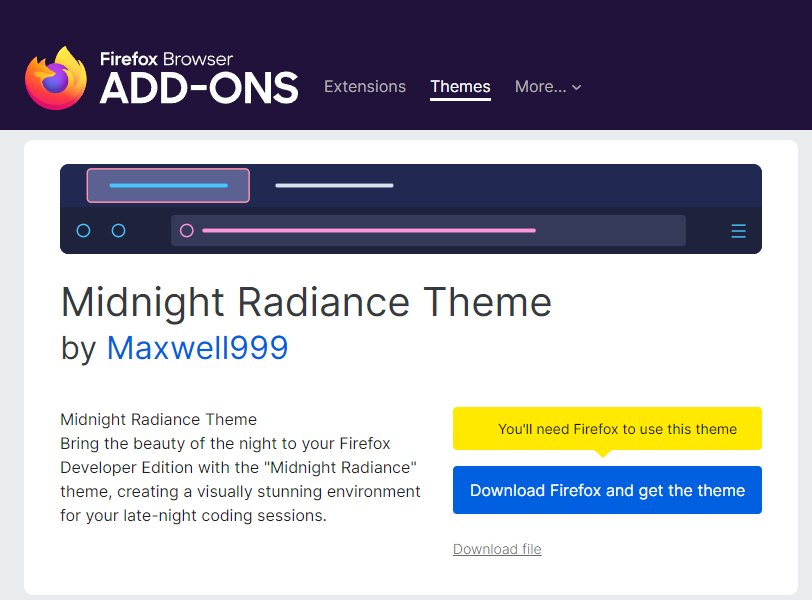 Firefox Browser
ADD-ONS
Extensions
Themes
More...
Midnight Radiance Theme
by Maxwell999
Midnight Radiance Theme
Bring the beauty of the night to your Firefox
Developer Edition with the "Midnight Radiance"
theme, creating a visually stunning environment
for your late-night coding sessions.
You'll need Firefox to use this theme
Download Firefox and get the theme
Download file